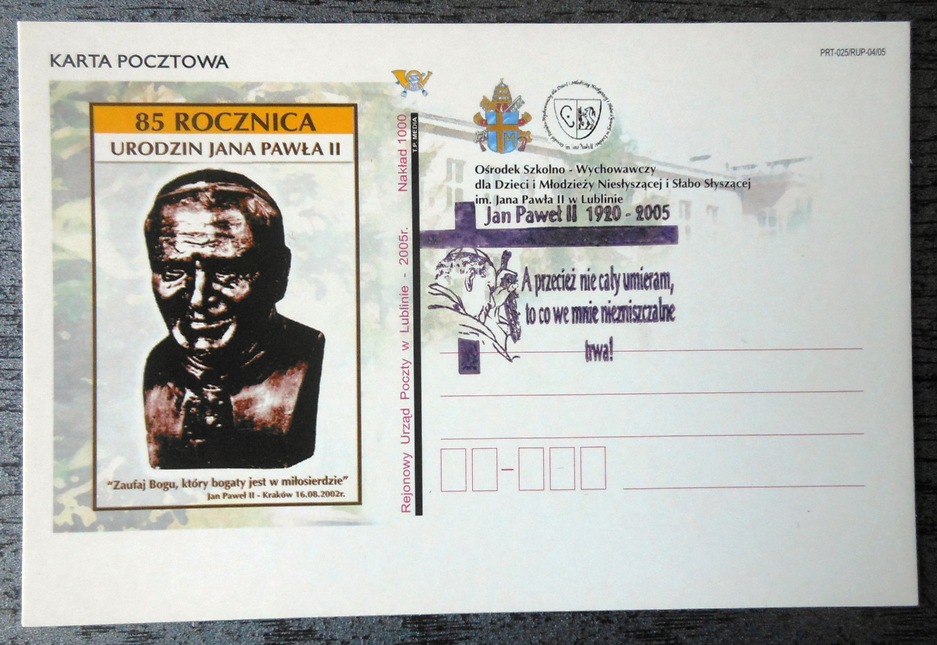 KARTA POCZTOWA
PRT-025/RUP-04/05
85 ROCZNICA
URODZIN JANA PAWŁA II
"Zaufaj Bogu, który bogaty jest w miłosierdzie"
Jan Paweł II - Kraków 16.08.2002r.
Rejonowy Urząd Poczty w Lublinie - 2005r. Nakład 1000
T.P. MEDIA
Ośrodek Szkolno - Wychowawczy
dla Dzieci i Młodzieży Niesłyszącej i Słabo Słyszącej
im. Jana Pawła II w Lublinie
Jan Paweł II 1920 - 2005
A przecież nie cały umieram,
to co we mnie niezniszczalne
trwa!